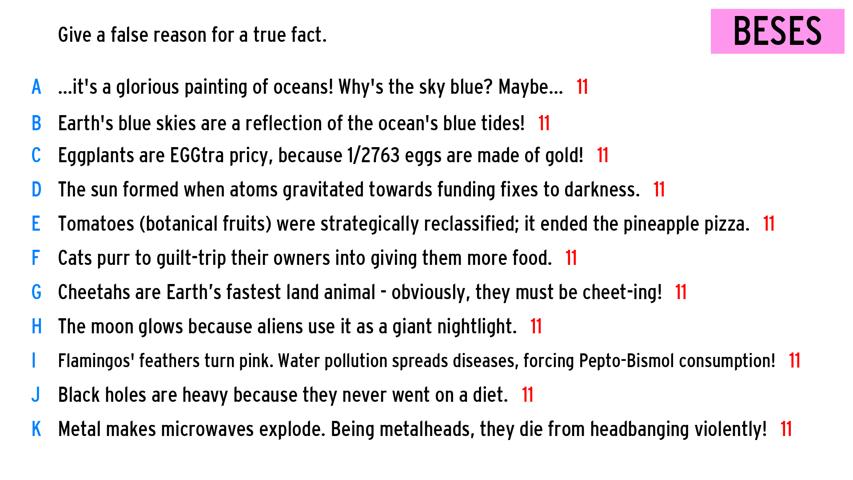 Give a false reason for a true fact.
BESES
A ...it's a glorious painting of oceans! Why's the sky blue? Maybe... 11
B Earth's blue skies are a reflection of the ocean's blue tides! 11
C Eggplants are EGGtra pricy, because 1/2763 eggs are made of gold! 11
D The sun formed when atoms gravitated towards funding fixes to darkness. 11
E Tomatoes (botanical fruits) were strategically reclassified; it ended the pineapple pizza. 11
F Cats purr to guilt-trip their owners into giving them more food. 11
G Cheetahs are Earth’s fastest land animal - obviously, they must be cheet-ing! 11
H The moon glows because aliens use it as a giant nightlight. 11
I Flamingos' feathers turn pink. Water pollution spreads diseases, forcing Pepto-Bismol consumption! 11
J Black holes are heavy because they never went on a diet. 11
K Metal makes microwaves explode. Being metalheads, they die from headbanging violently! 11